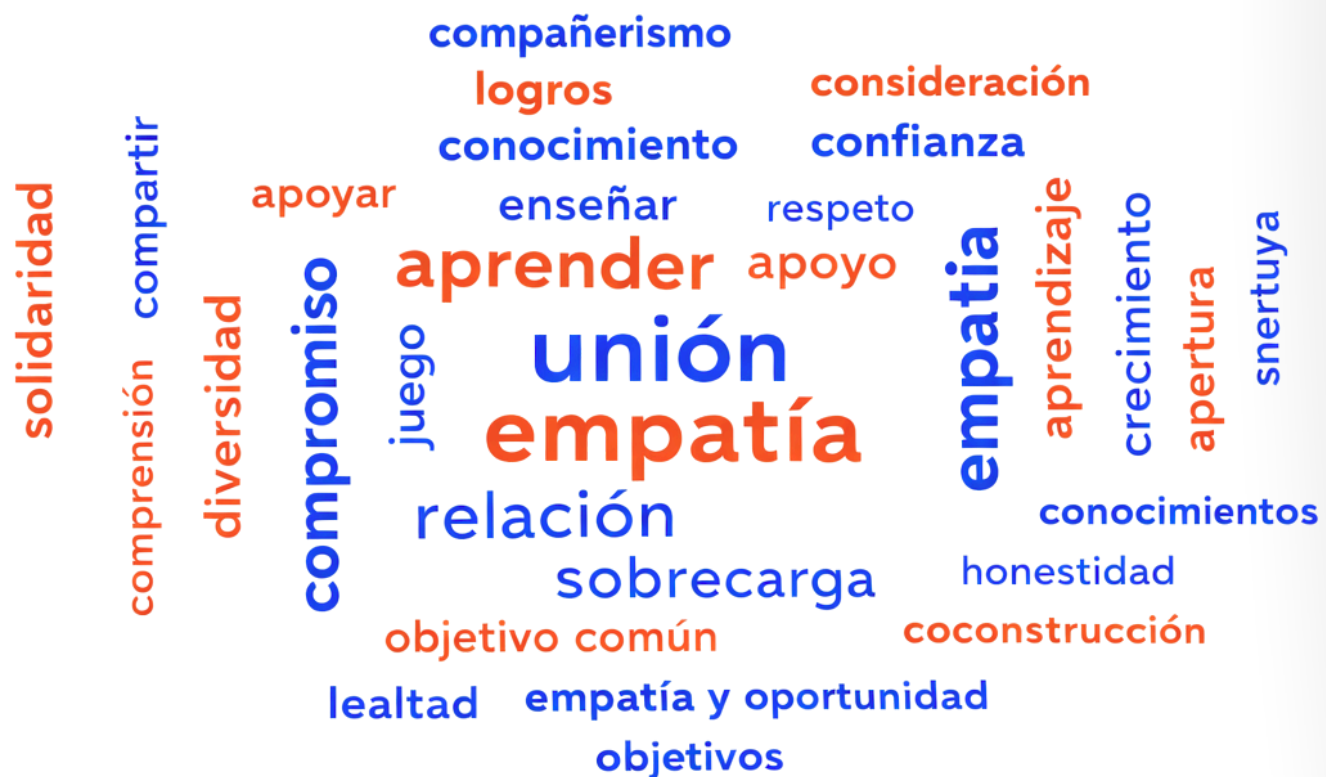 compañerismo
logros
consideración
conocimiento
confianza
compartir
solidaridad
apoyar
enseñar
respeto
aprendizaje
crecimiento
snertuya
empatia
aprender
apoyo
compromiso
apertura
diversidad
juego
unión
comprensión
empatía
relación
conocimientos
sobrecarga
honestidad
objetivo común
coconstrucción
lealtad
empatía y oportunidad
objetivos